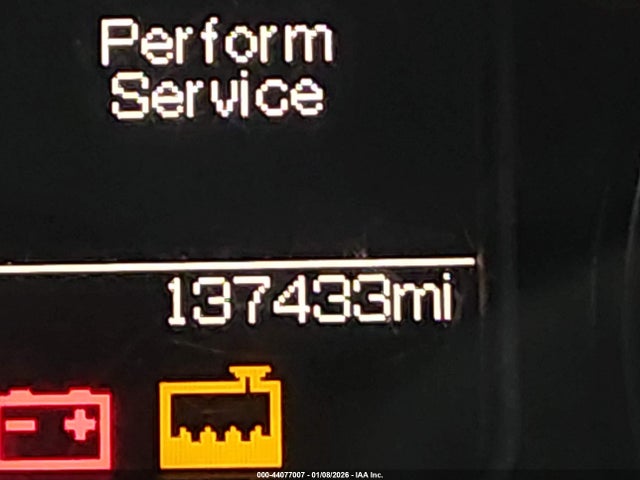 Perform
Service
137433mi
000-44077007 - 01/08/2026 - IAA Inc.